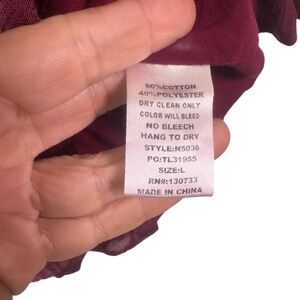 60%COTTON
40%POLYESTER
DRY CLEAN ONLY
COLOR WILL BLEED
NO BLEECH
HANG TO DRY
STYLE:N5036
PO:TL31955
SIZE:L
RN#:130733
MADE IN CHINA